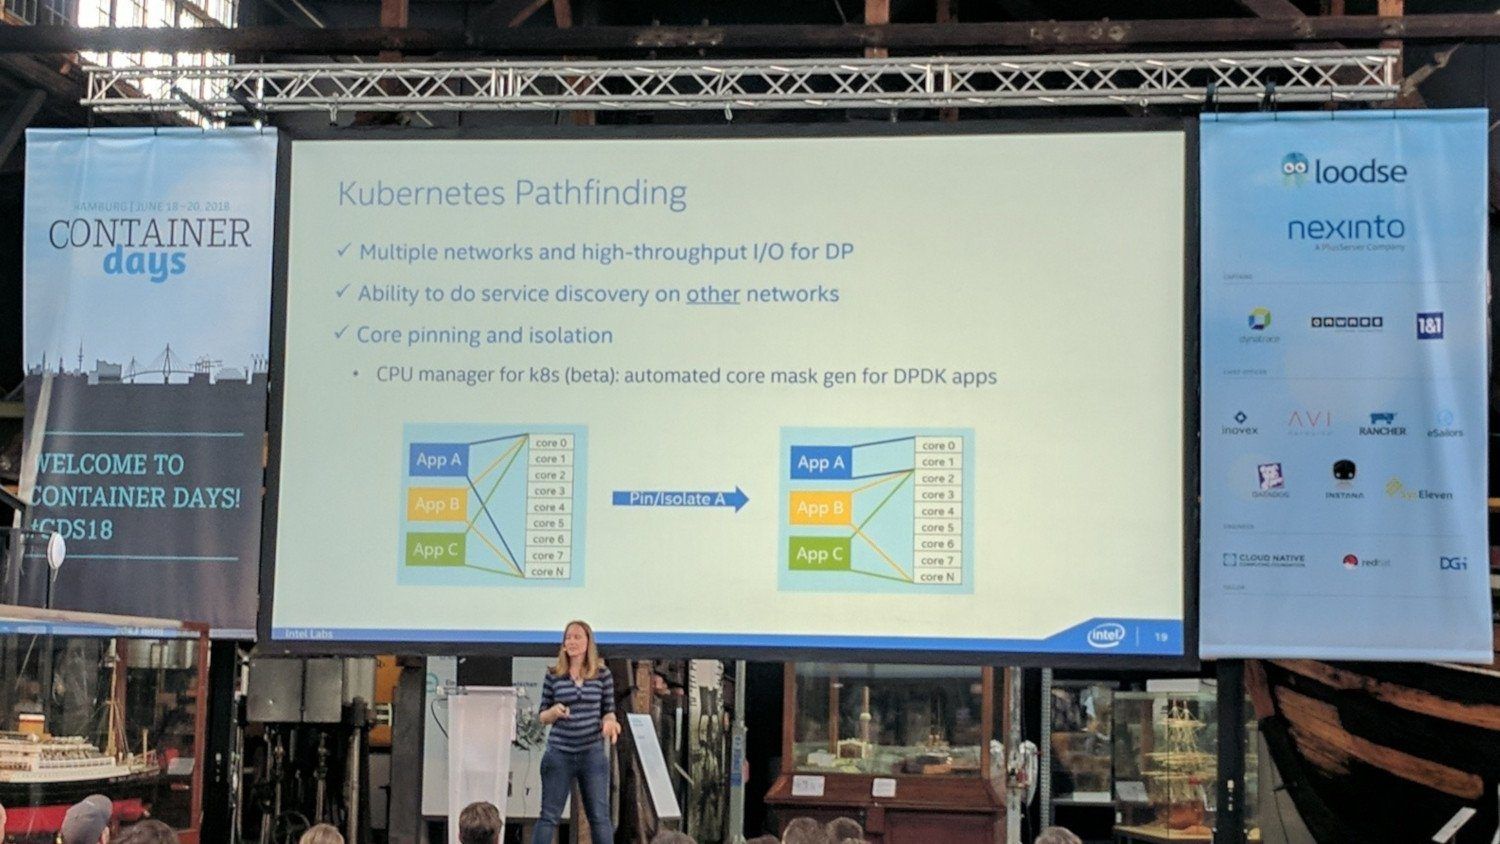 HAMBURG | JUNE 18–20, 2018
CONTAINER
days
WELCOME TO
CONTAINER DAYS!
#CDS18
Kubernetes Pathfinding
✓ Multiple networks and high-throughput I/O for DP
✓ Ability to do service discovery on other networks
✓ Core pinning and isolation
• CPU manager for k8s (beta): automated core mask gen for DPDK apps
App A
App B
App C
core 0
core 1
core 2
core 3
core 4
core 5
core 6
core 7
core N
Pin/Isolate A
App A
App B
App C
core 0
core 1
core 2
core 3
core 4
core 5
core 6
core 7
core N
Intel Labs
intel
19
loodse
nexinto
A PlusServer Company
dynatrace
1&1
inovex
AVI
RANCHER
eSailors
DATADOG
INSTANA
SysEleven
CLOUD NATIVE
COMPUTING FOUNDATION
redhat